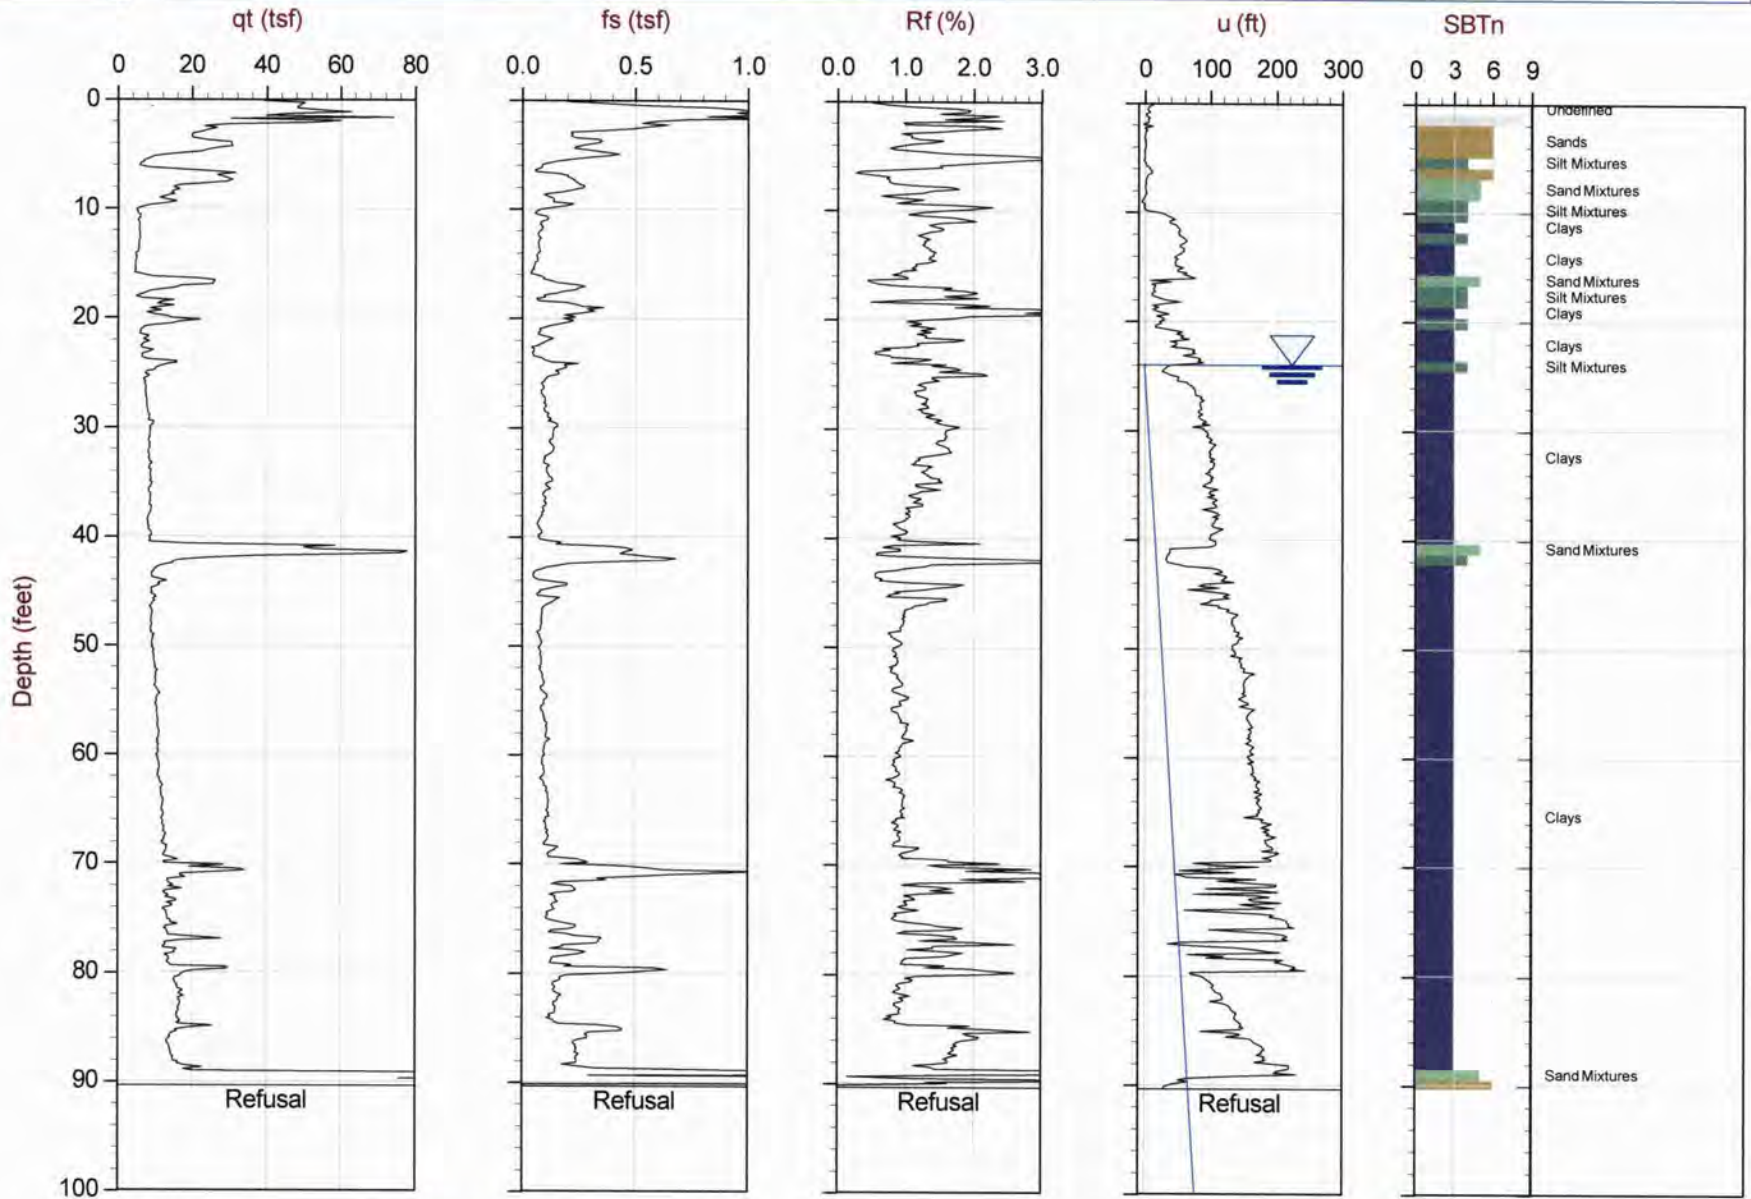 qt (tsf)
fs (tsf)
Rf (%)
u (ft)
SBTn
0 20 40 60 80
0.0 0.5 1.0
0.0 1.0 2.0 3.0
0 100 200 300
0 3 6 9
Depth (feet)
0
10
20
30
40
50
60
70
80
90
100
Undefined
Sands
Silt Mixtures
Sand Mixtures
Silt Mixtures
Clays
Clays
Sand Mixtures
Silt Mixtures
Clays
Clays
Silt Mixtures
Clays
Sand Mixtures
Clays
Sand Mixtures
Refusal
Refusal
Refusal
Refusal